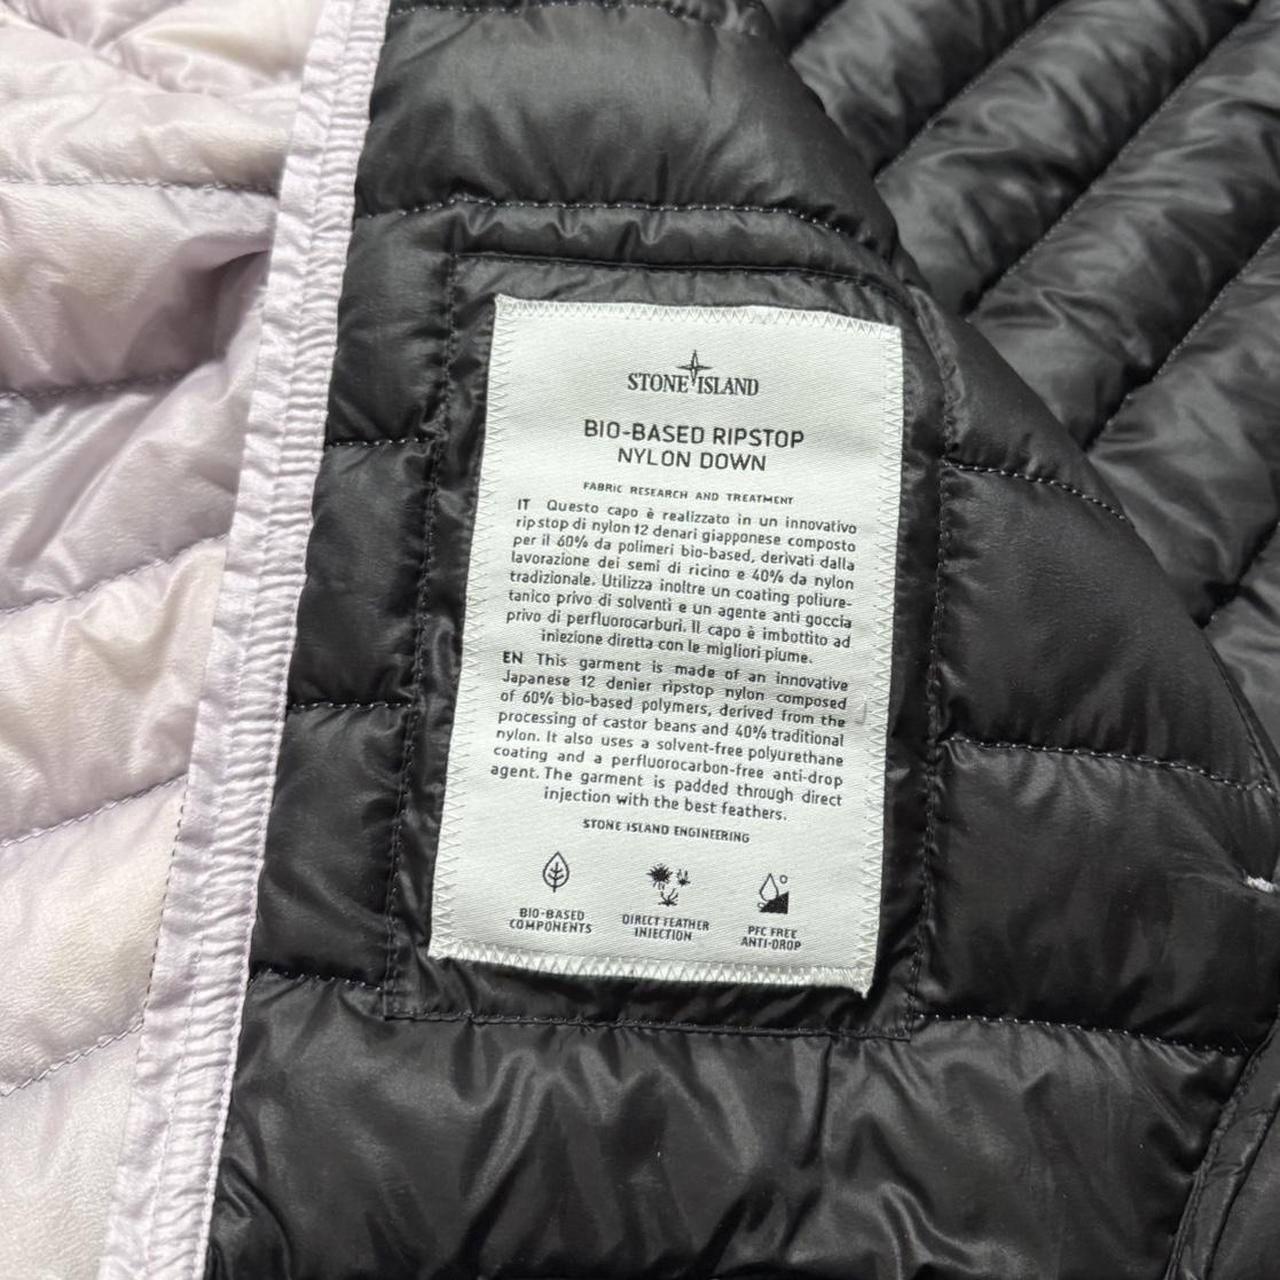 STONE ISLAND
BIO-BASED RIPSTOP
NYLON DOWN
FABRIC RESEARCH AND TREATMENT
IT Questo capo è realizzato in un innovativo
ripstop di nylon 12 denari giapponese composto
per il 60% da polimeri bio-based, derivati dalla
lavorazione dei semi di ricino e 40% da nylon
tradizionale. Utilizza inoltre un coating poliure-
tanico privo di solventi e un agente anti goccia
privo di perfluorocarburi. Il capo è imbottito ad
iniezione diretta con le migliori piume.
EN This garment is made of an innovative
Japanese 12 denier ripstop nylon composed
of 60% bio-based polymers, derived from the
processing of castor beans and 40% traditional
nylon. It also uses a solvent-free polyurethane
coating and a perfluorocarbon-free anti-drop
agent. The garment is padded through direct
injection with the best feathers.
STONE ISLAND ENGINEERING
BIO-BASED
COMPONENTS
DIRECT FEATHER
INJECTION
PFC FREE
ANTI-DROP